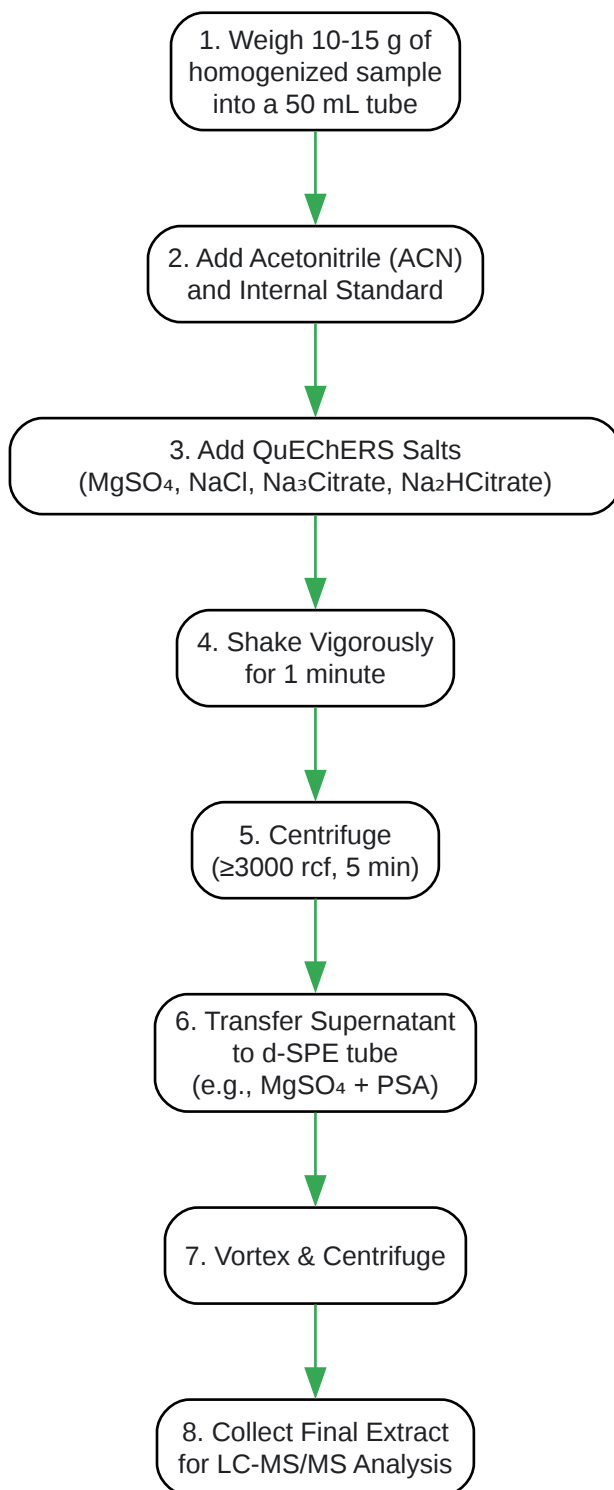 1. Weigh 10-15 g of
homogenized sample
into a 50 mL tube
2. Add Acetonitrile (ACN)
and Internal Standard
3. Add QuEChERS Salts
(MgSO₄, NaCl, Na₃Citrate, Na₂HCitrate)
4. Shake Vigorously
for 1 minute
5. Centrifuge
(≥3000 rcf, 5 min)
6. Transfer Supernatant
to d-SPE tube
(e.g., MgSO₄ + PSA)
7. Vortex & Centrifuge
8. Collect Final Extract
for LC-MS/MS Analysis